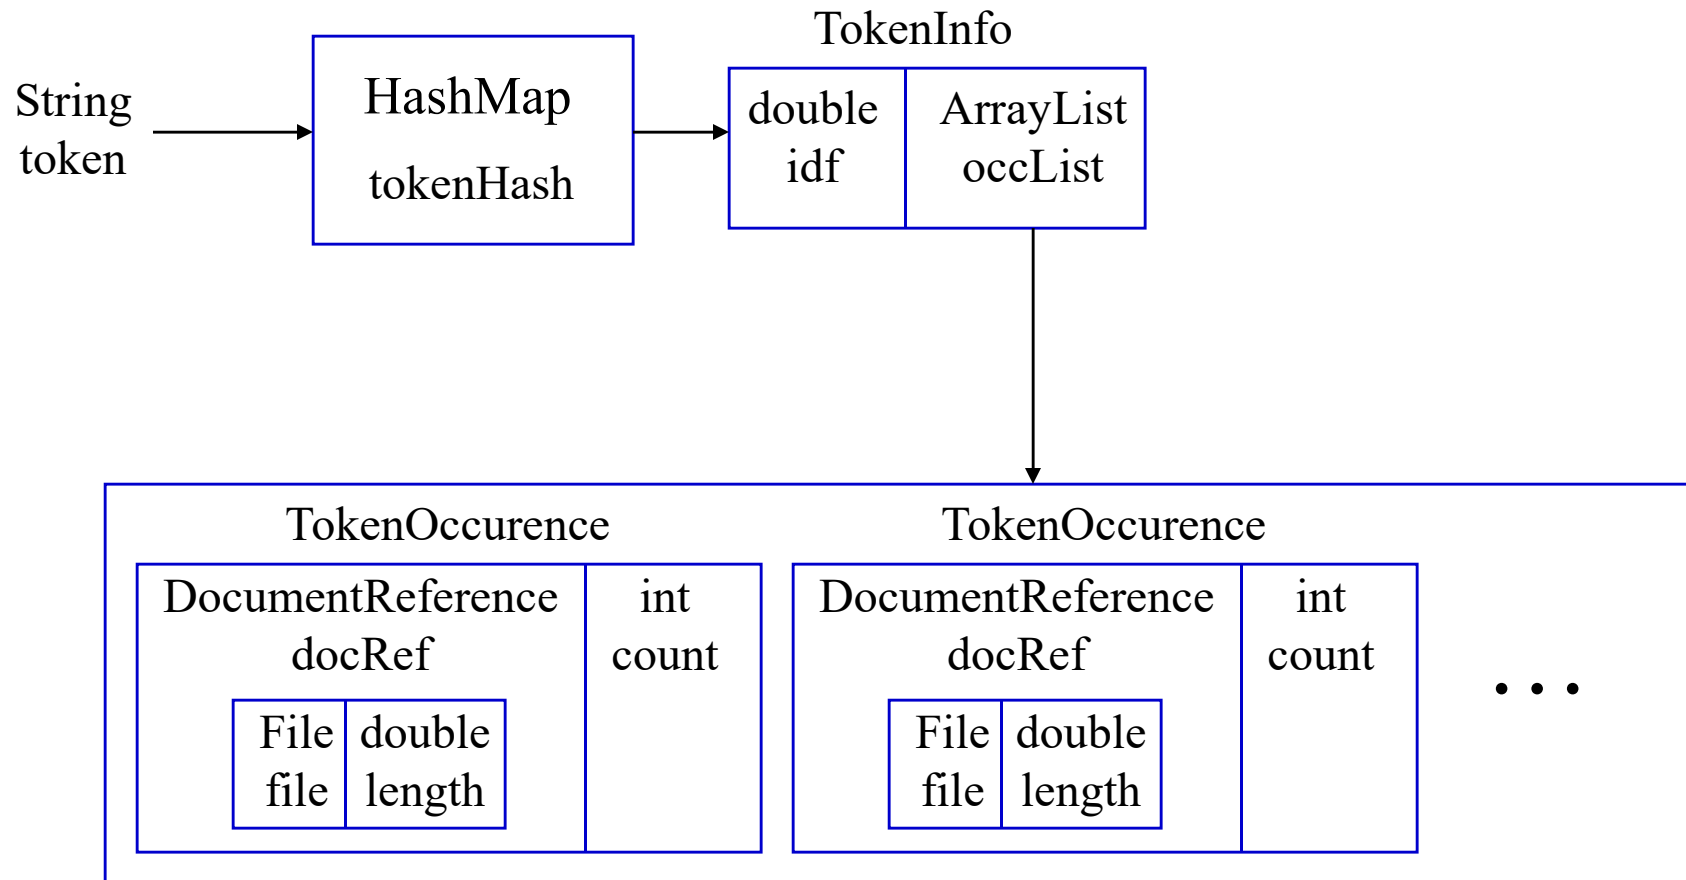 String
token
HashMap
tokenHash
TokenInfo
double
idf
ArrayList
occList
TokenOccurence
DocumentReference
docRef
int
count
File
file
double
length
TokenOccurence
DocumentReference
docRef
int
count
File
file
double
length
. . .